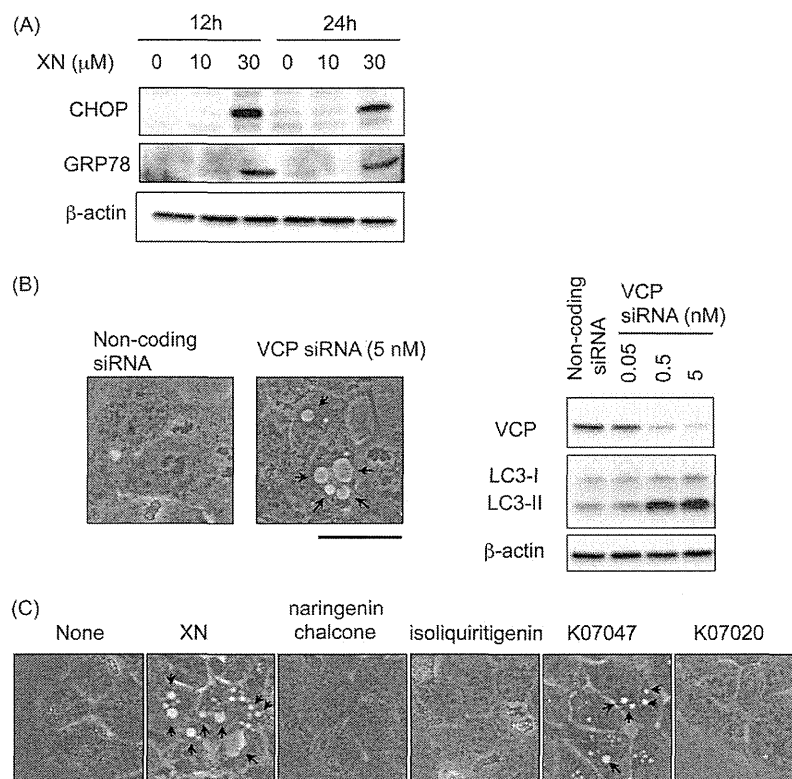 (A)
12h 24h
XN (μM) 0 10 30 0 10 30
CHOP
GRP78
β-actin
(B)
Non-coding
siRNA
VCP siRNA (5 nM)
Non-coding
siRNA
VCP
siRNA (nM)
0.05
0.5
5
VCP
LC3-I
LC3-II
β-actin
(C)
None
XN
naringenin
chalcone
isoliquiritigenin
K07047
K07020